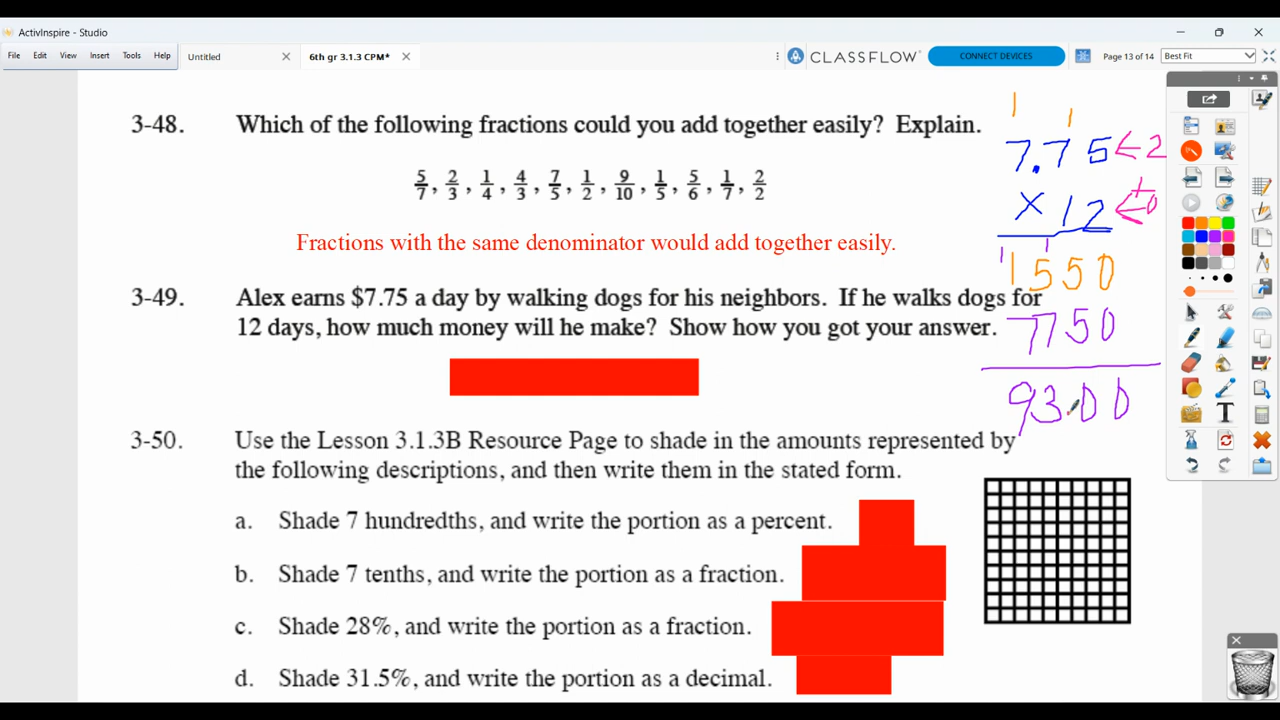 ActivInspire - Studio
File Edit View Insert Tools Help
Untitled
6th gr 3.1.3 CPM*
CLASSFLOW
CONNECT DEVICES
Page 13 of 14
Best Fit
3-48. Which of the following fractions could you add together easily? Explain.
5/7, 2/3, 1/4, 4/3, 7/5, 1/2, 9/10, 1/5, 5/6, 1/7, 2/2
Fractions with the same denominator would add together easily.
3-49. Alex earns $7.75 a day by walking dogs for his neighbors. If he walks dogs for
12 days, how much money will he make? Show how you got your answer.
3-50. Use the Lesson 3.1.3B Resource Page to shade in the amounts represented by
the following descriptions, and then write them in the stated form.
a. Shade 7 hundredths, and write the portion as a percent.
b. Shade 7 tenths, and write the portion as a fraction.
c. Shade 28%, and write the portion as a fraction.
d. Shade 31.5%, and write the portion as a decimal.
1 1
7.75 ← 2
× 12 ←
1 1
1550
7750
93.00
T